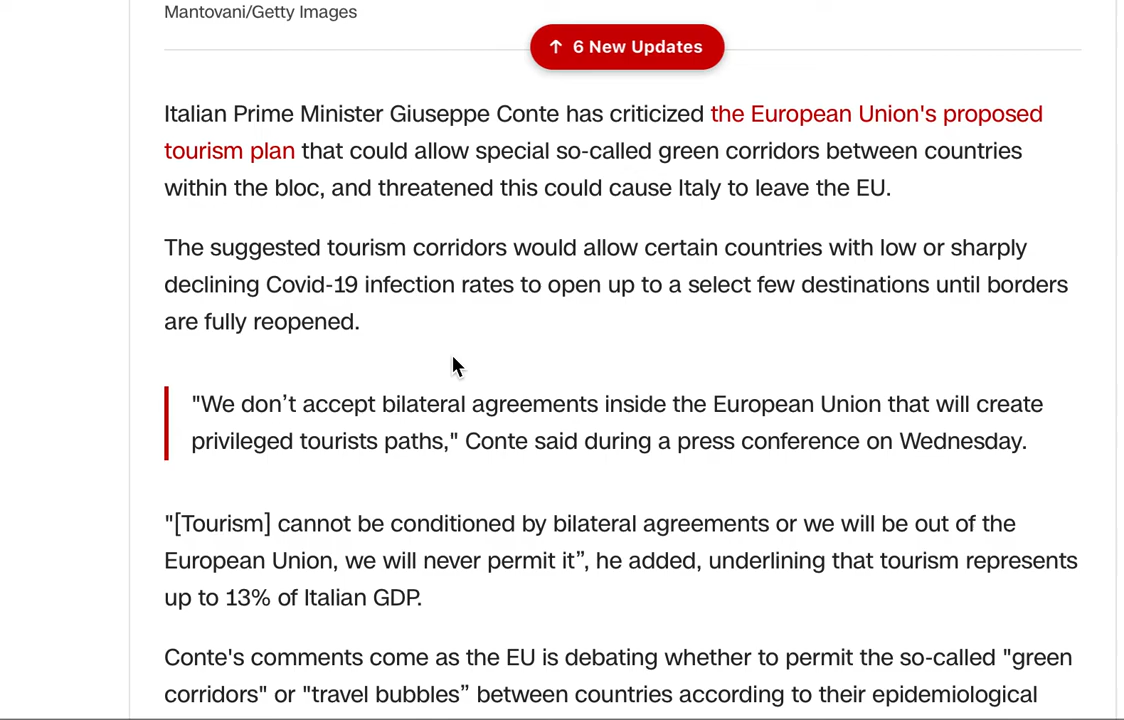 Mantovani/Getty Images
↑ 6 New Updates
Italian Prime Minister Giuseppe Conte has criticized the European Union's proposed
tourism plan that could allow special so-called green corridors between countries
within the bloc, and threatened this could cause Italy to leave the EU.
The suggested tourism corridors would allow certain countries with low or sharply
declining Covid-19 infection rates to open up to a select few destinations until borders
are fully reopened.
"We don’t accept bilateral agreements inside the European Union that will create
privileged tourists paths," Conte said during a press conference on Wednesday.
"[Tourism] cannot be conditioned by bilateral agreements or we will be out of the
European Union, we will never permit it”, he added, underlining that tourism represents
up to 13% of Italian GDP.
Conte's comments come as the EU is debating whether to permit the so-called "green
corridors" or "travel bubbles” between countries according to their epidemiological